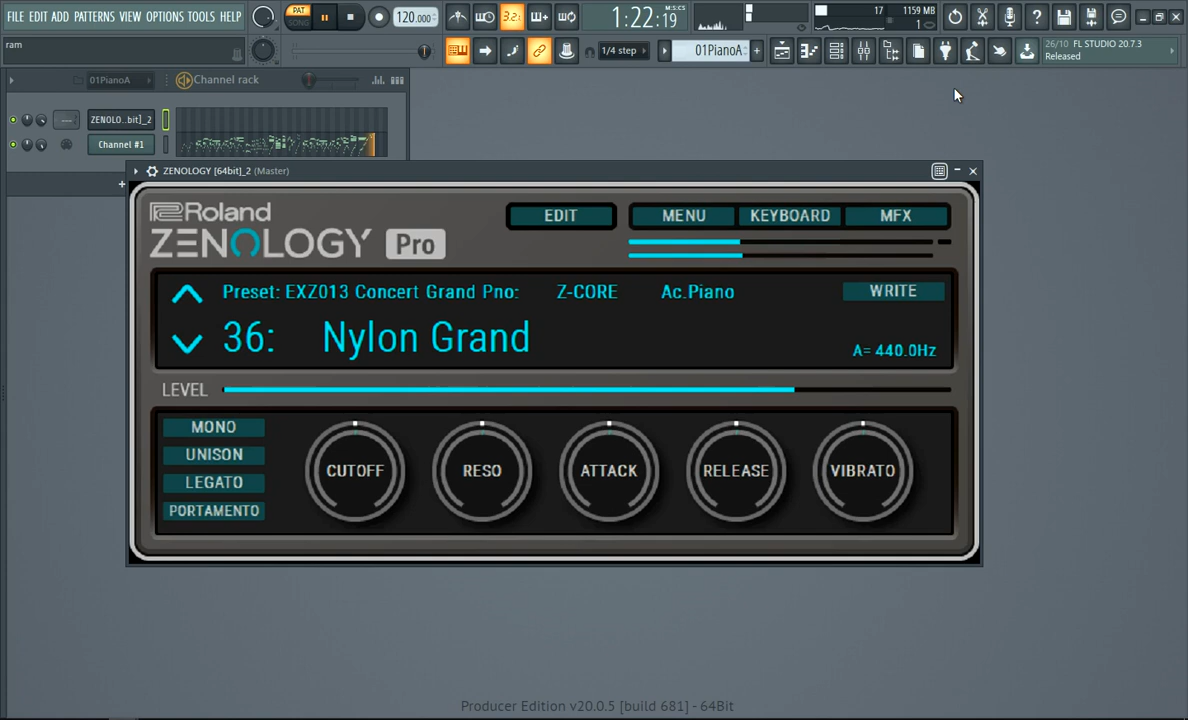 FILE EDIT ADD PATTERNS VIEW OPTIONS TOOLS HELP
PAT
SONG
120.000
3.2.
1:22:19
M:S:CS
17
1159 MB
1
ram
1/4 step
01PianoA
26/10 FL STUDIO 20.7.3
Released
01PianoA
Channel rack
ZENOLO..bit]_2
Channel #1
ZENOLOGY [64bit]_2 (Master)
Roland
ZENOLOGY Pro
EDIT
MENU
KEYBOARD
MFX
Preset: EXZ013 Concert Grand Pno:
Z-CORE
Ac.Piano
WRITE
36: Nylon Grand
A= 440.0Hz
LEVEL
MONO
UNISON
LEGATO
PORTAMENTO
CUTOFF
RESO
ATTACK
RELEASE
VIBRATO
Producer Edition v20.0.5 [build 681] - 64Bit